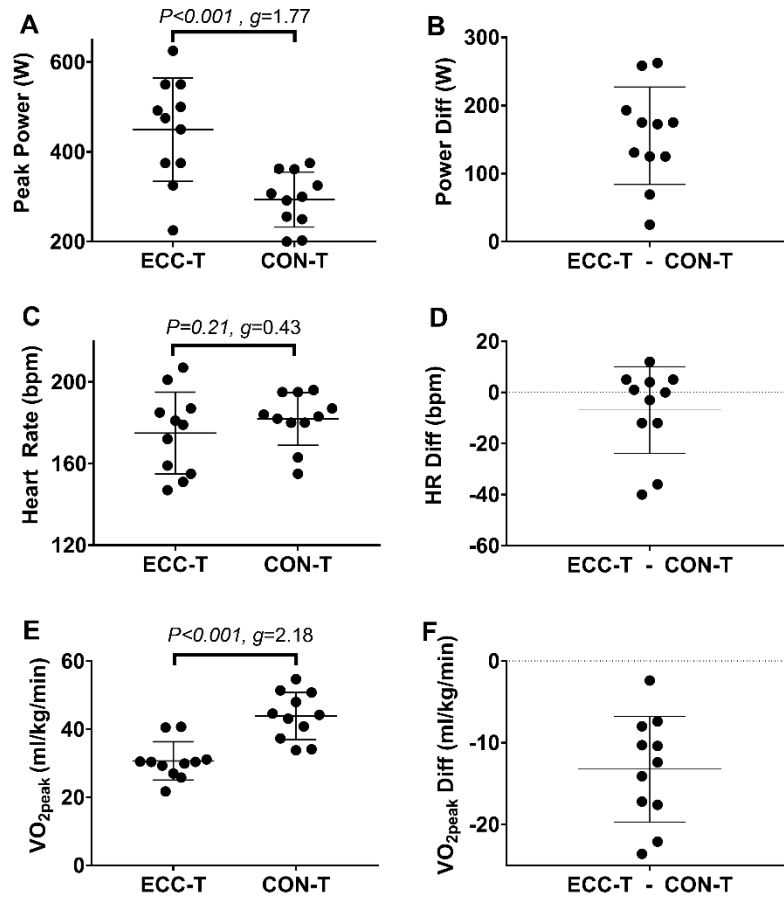 A
P<0.001 , g=1.77
Peak Power (W)
600
400
200
ECC-T CON-T
B
Power Diff (W)
300
200
100
0
ECC-T - CON-T
C
P=0.21, g=0.43
Heart Rate (bpm)
200
160
120
ECC-T CON-T
D
HR Diff (bpm)
20
0
-20
-40
-60
ECC-T - CON-T
E
P<0.001, g=2.18
VO2peak (ml/kg/min)
60
40
20
0
ECC-T CON-T
F
VO2peak Diff (ml/kg/min)
0
-10
-20
ECC-T - CON-T